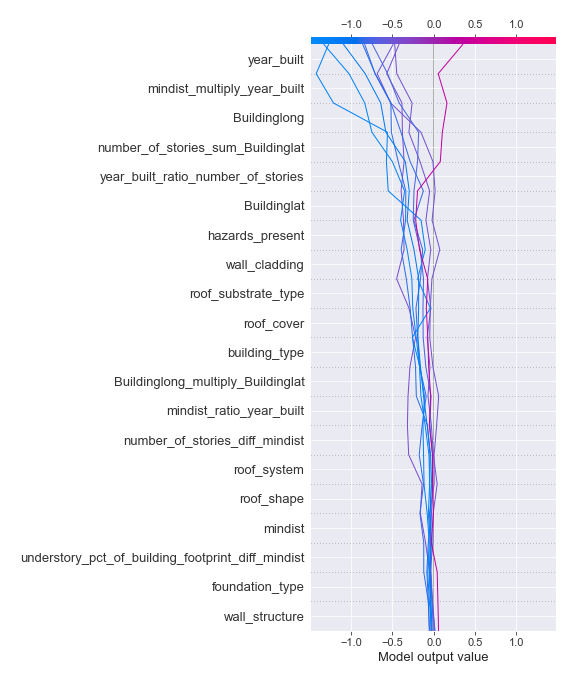 −1.0 −0.5 0.0 0.5 1.0
year_built
mindist_multiply_year_built
Buildinglong
number_of_stories_sum_Buildinglat
year_built_ratio_number_of_stories
Buildinglat
hazards_present
wall_cladding
roof_substrate_type
roof_cover
building_type
Buildinglong_multiply_Buildinglat
mindist_ratio_year_built
number_of_stories_diff_mindist
roof_system
roof_shape
mindist
understory_pct_of_building_footprint_diff_mindist
foundation_type
wall_structure
−1.0 −0.5 0.0 0.5 1.0
Model output value